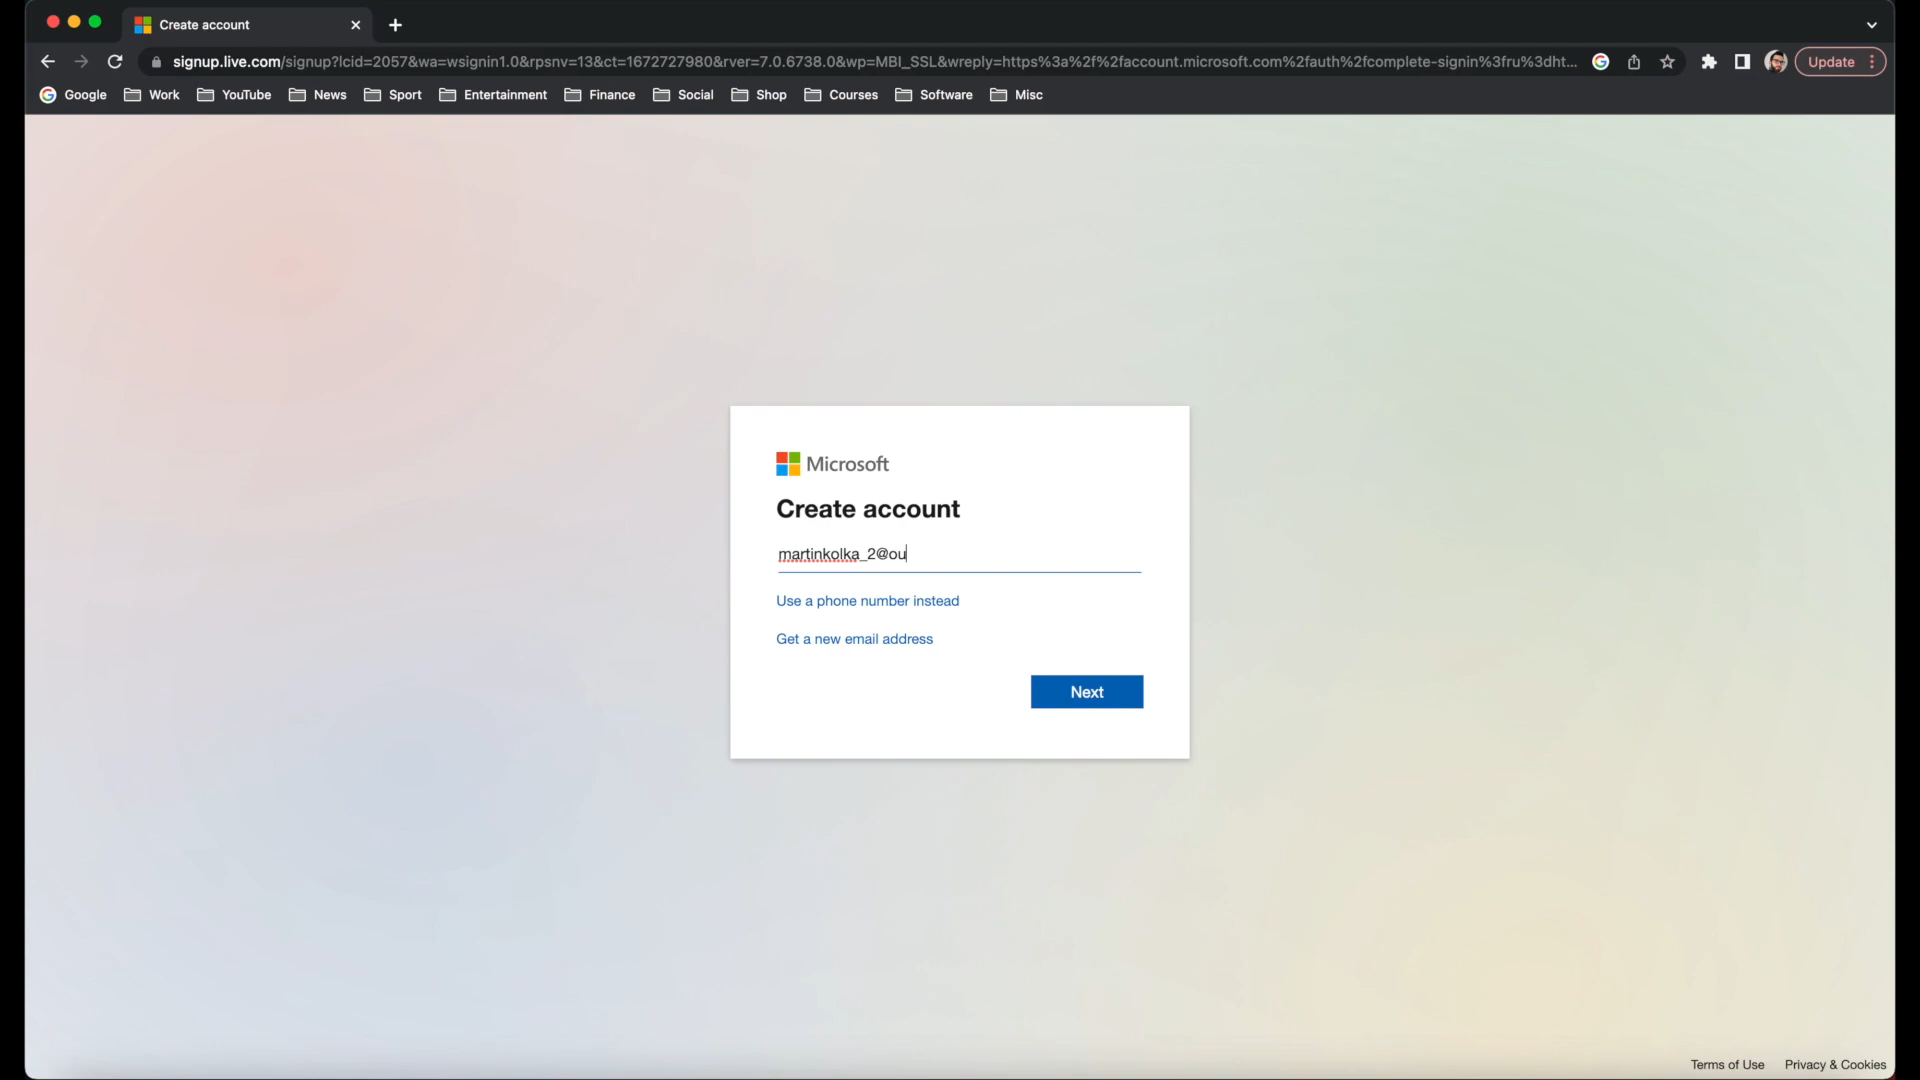 Create account
signup.live.com/signup?lcid=2057&wa=wsignin1.0&rpsnv=13&ct=1672727980&rver=7.0.6738.0&wp=MBI_SSL&wreply=https%3a%2f%2faccount.microsoft.com%2fauth%2fcomplete-signin%3fru%3dht...
Update
Google Work YouTube News Sport Entertainment Finance Social Shop Courses Software Misc
Microsoft
Create account
martinkolka_2@ou
Use a phone number instead
Get a new email address
Next
Terms of Use Privacy & Cookies